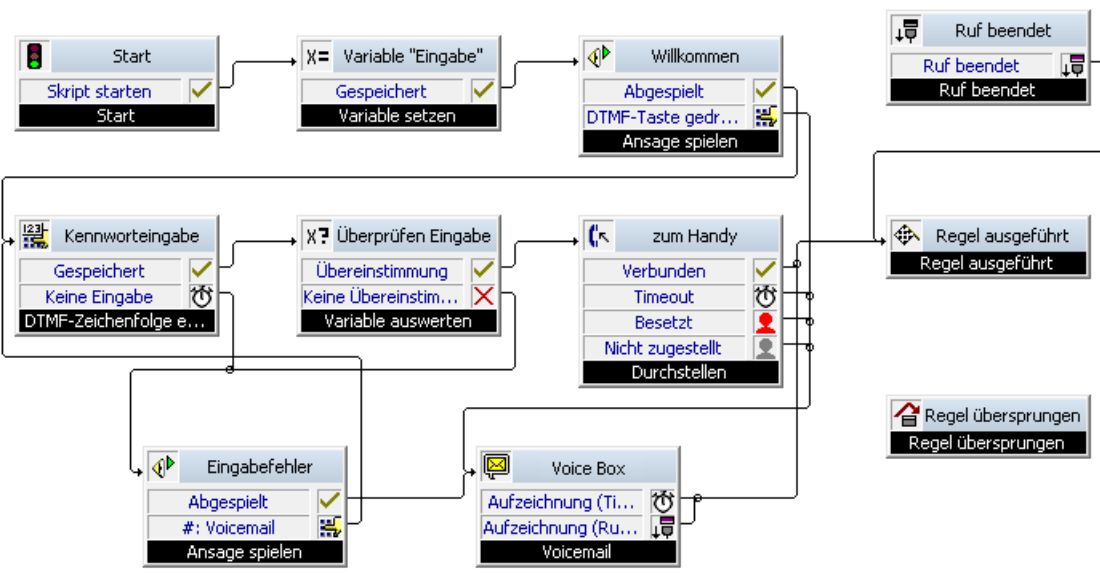 Start
Skript starten
Start
X= Variable "Eingabe"
Gespeichert
Variable setzen
Willkommen
Abgespielt
DTMF-Taste gedr...
Ansage spielen
Ruf beendet
Ruf beendet
Ruf beendet
123 Kennworteingabe
Gespeichert
Keine Eingabe
DTMF-Zeichenfolge e...
X? Überprüfen Eingabe
Übereinstimmung
Keine Übereinstim...
Variable auswerten
zum Handy
Verbunden
Timeout
Besetzt
Nicht zugestellt
Durchstellen
Regel ausgeführt
Regel ausgeführt
Regel übersprungen
Regel übersprungen
Eingabefehler
Abgespielt
#: Voicemail
Ansage spielen
Voice Box
Aufzeichnung (Ti...
Aufzeichnung (Ru...
Voicemail